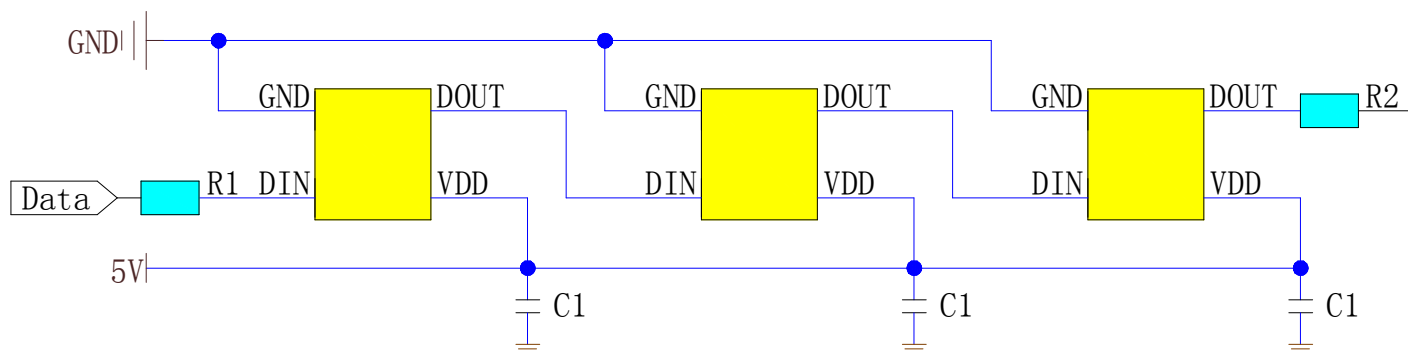 GND
GND DOUT GND DOUT GND DOUT R2
Data R1 DIN VDD DIN VDD DIN VDD
5V
C1 C1 C1